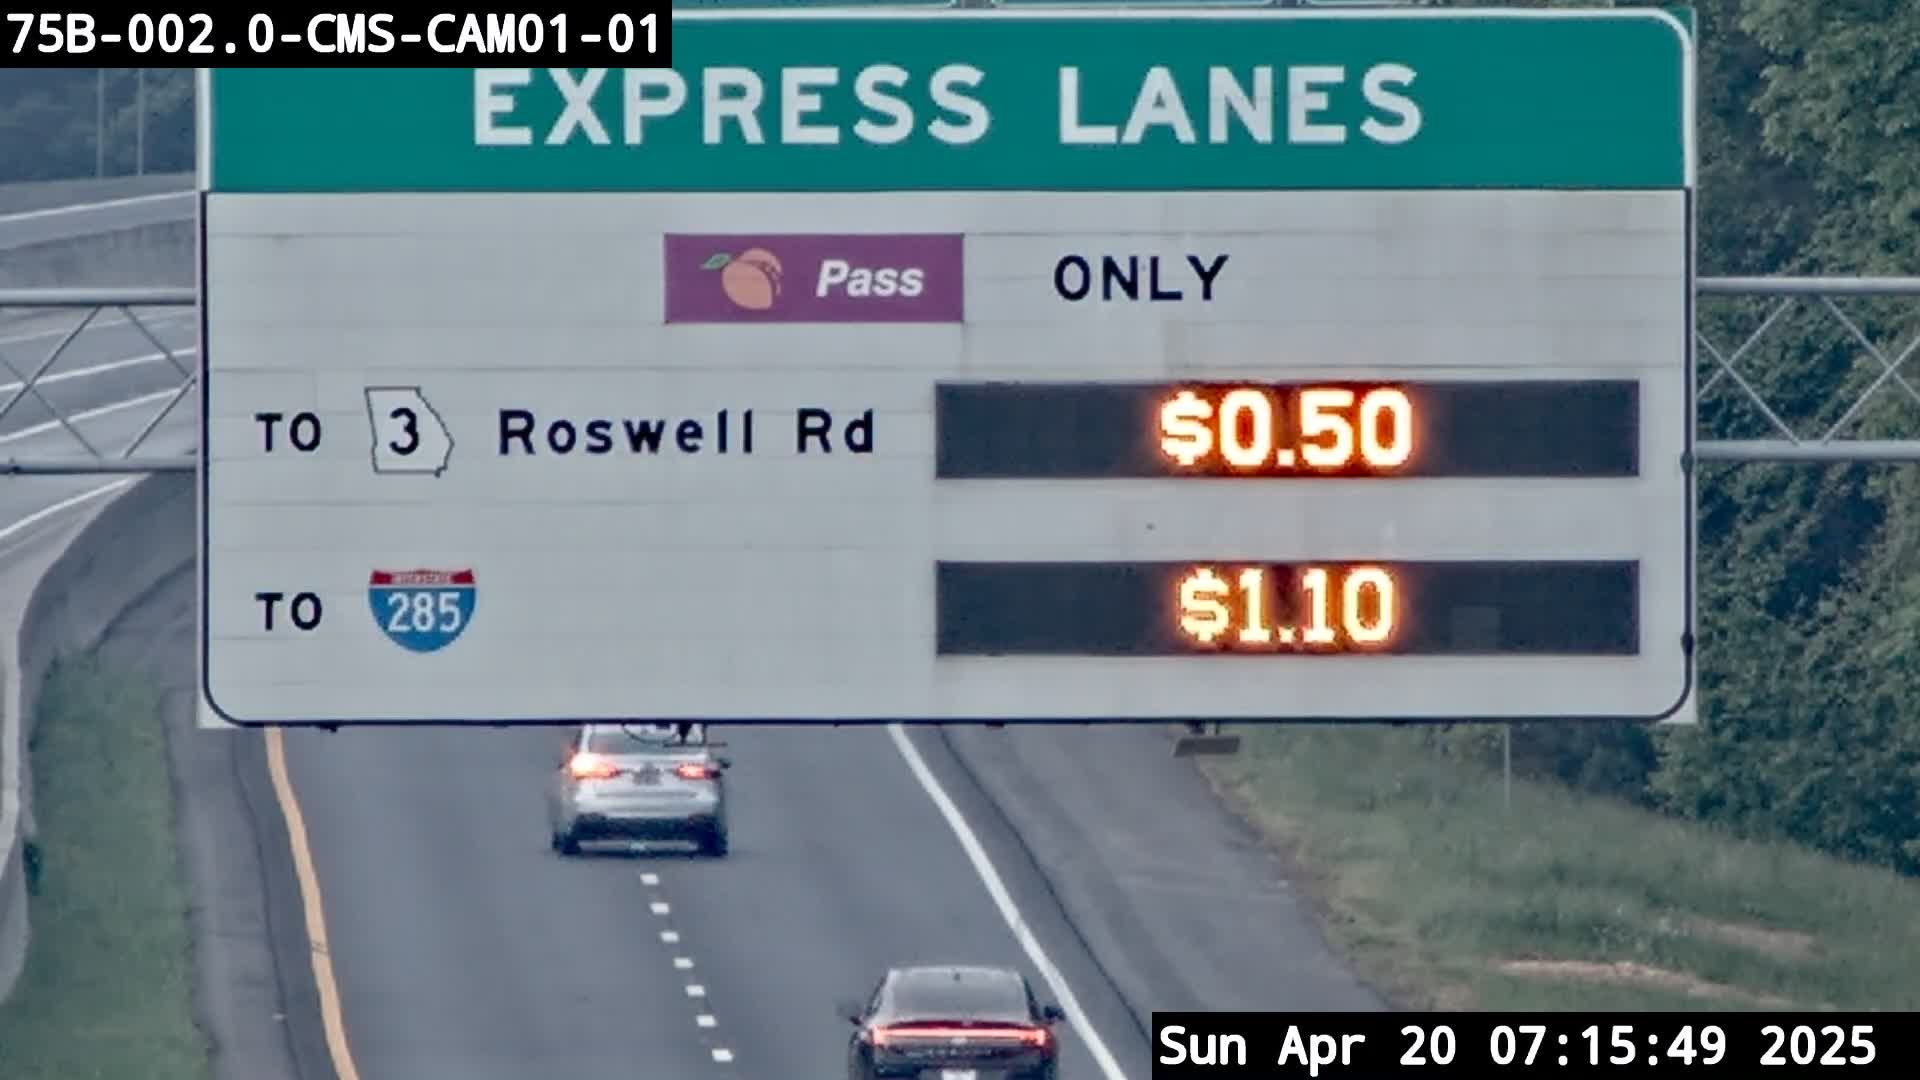 75B-002.0-CMS-CAM01-01
EXPRESS LANES
Pass ONLY
TO 3 Roswell Rd $0.50
TO 285 $1.10
Sun Apr 20 07:15:49 2025